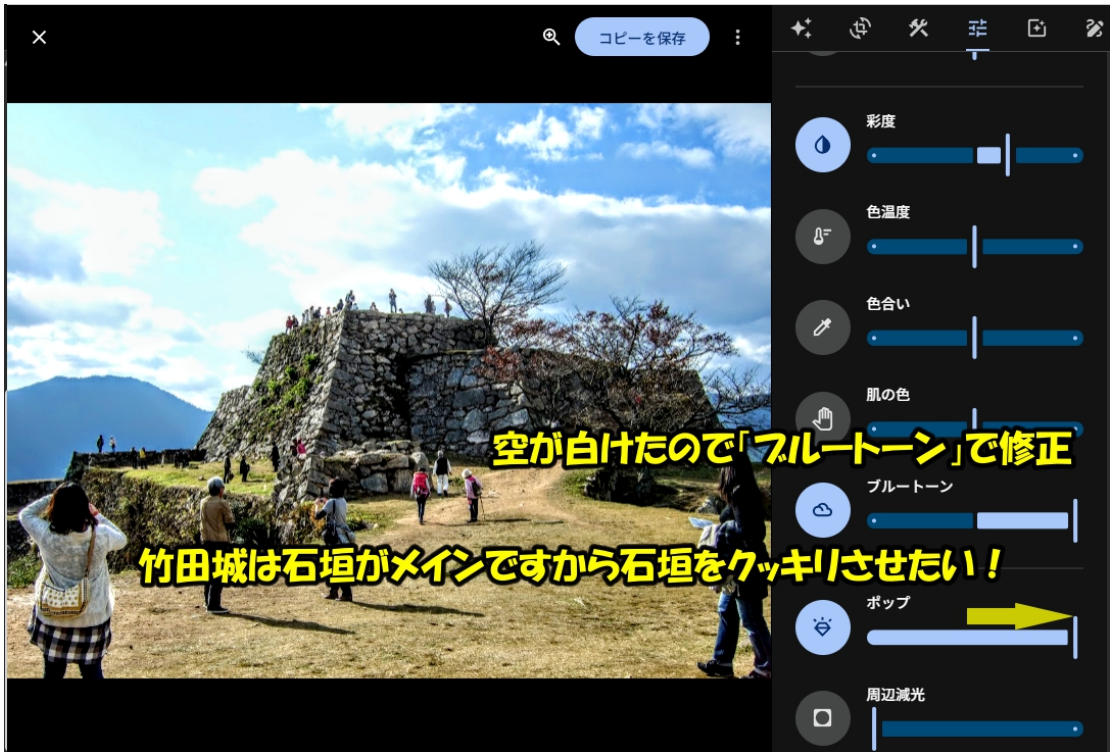 コピーを保存
彩度
色温度
色合い
肌の色
空が白けたので「ブルートーン」で修正
ブルートーン
竹田城は石垣がメインですから石垣をクッキリさせたい！
ポップ
周辺減光